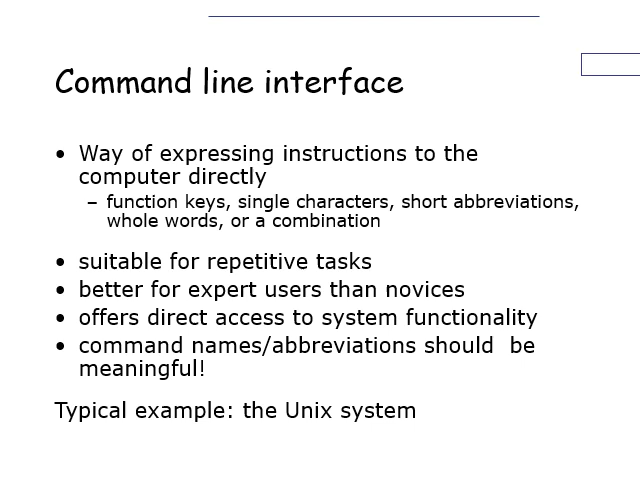 Command line interface
• Way of expressing instructions to the
computer directly
– function keys, single characters, short abbreviations,
whole words, or a combination
• suitable for repetitive tasks
• better for expert users than novices
• offers direct access to system functionality
• command names/abbreviations should  be
meaningful!
Typical example: the Unix system